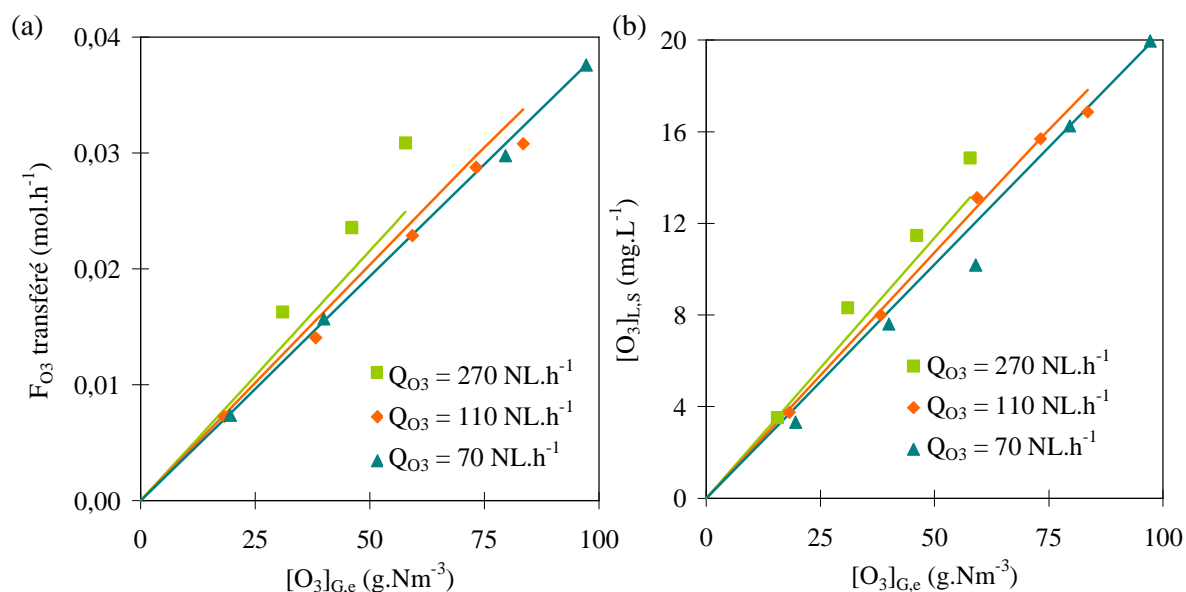 (a)
F_O3 transféré (mol.h⁻¹)
0,04
0,03
0,02
0,01
0,00
Q_O3 = 270 NL.h⁻¹
Q_O3 = 110 NL.h⁻¹
Q_O3 = 70 NL.h⁻¹
0 25 50 75 100
[O₃]_G,e (g.Nm⁻³)
(b)
[O₃]_L,S (mg.L⁻¹)
20
16
12
8
4
0
Q_O3 = 270 NL.h⁻¹
Q_O3 = 110 NL.h⁻¹
Q_O3 = 70 NL.h⁻¹
0 25 50 75 100
[O₃]_G,e (g.Nm⁻³)